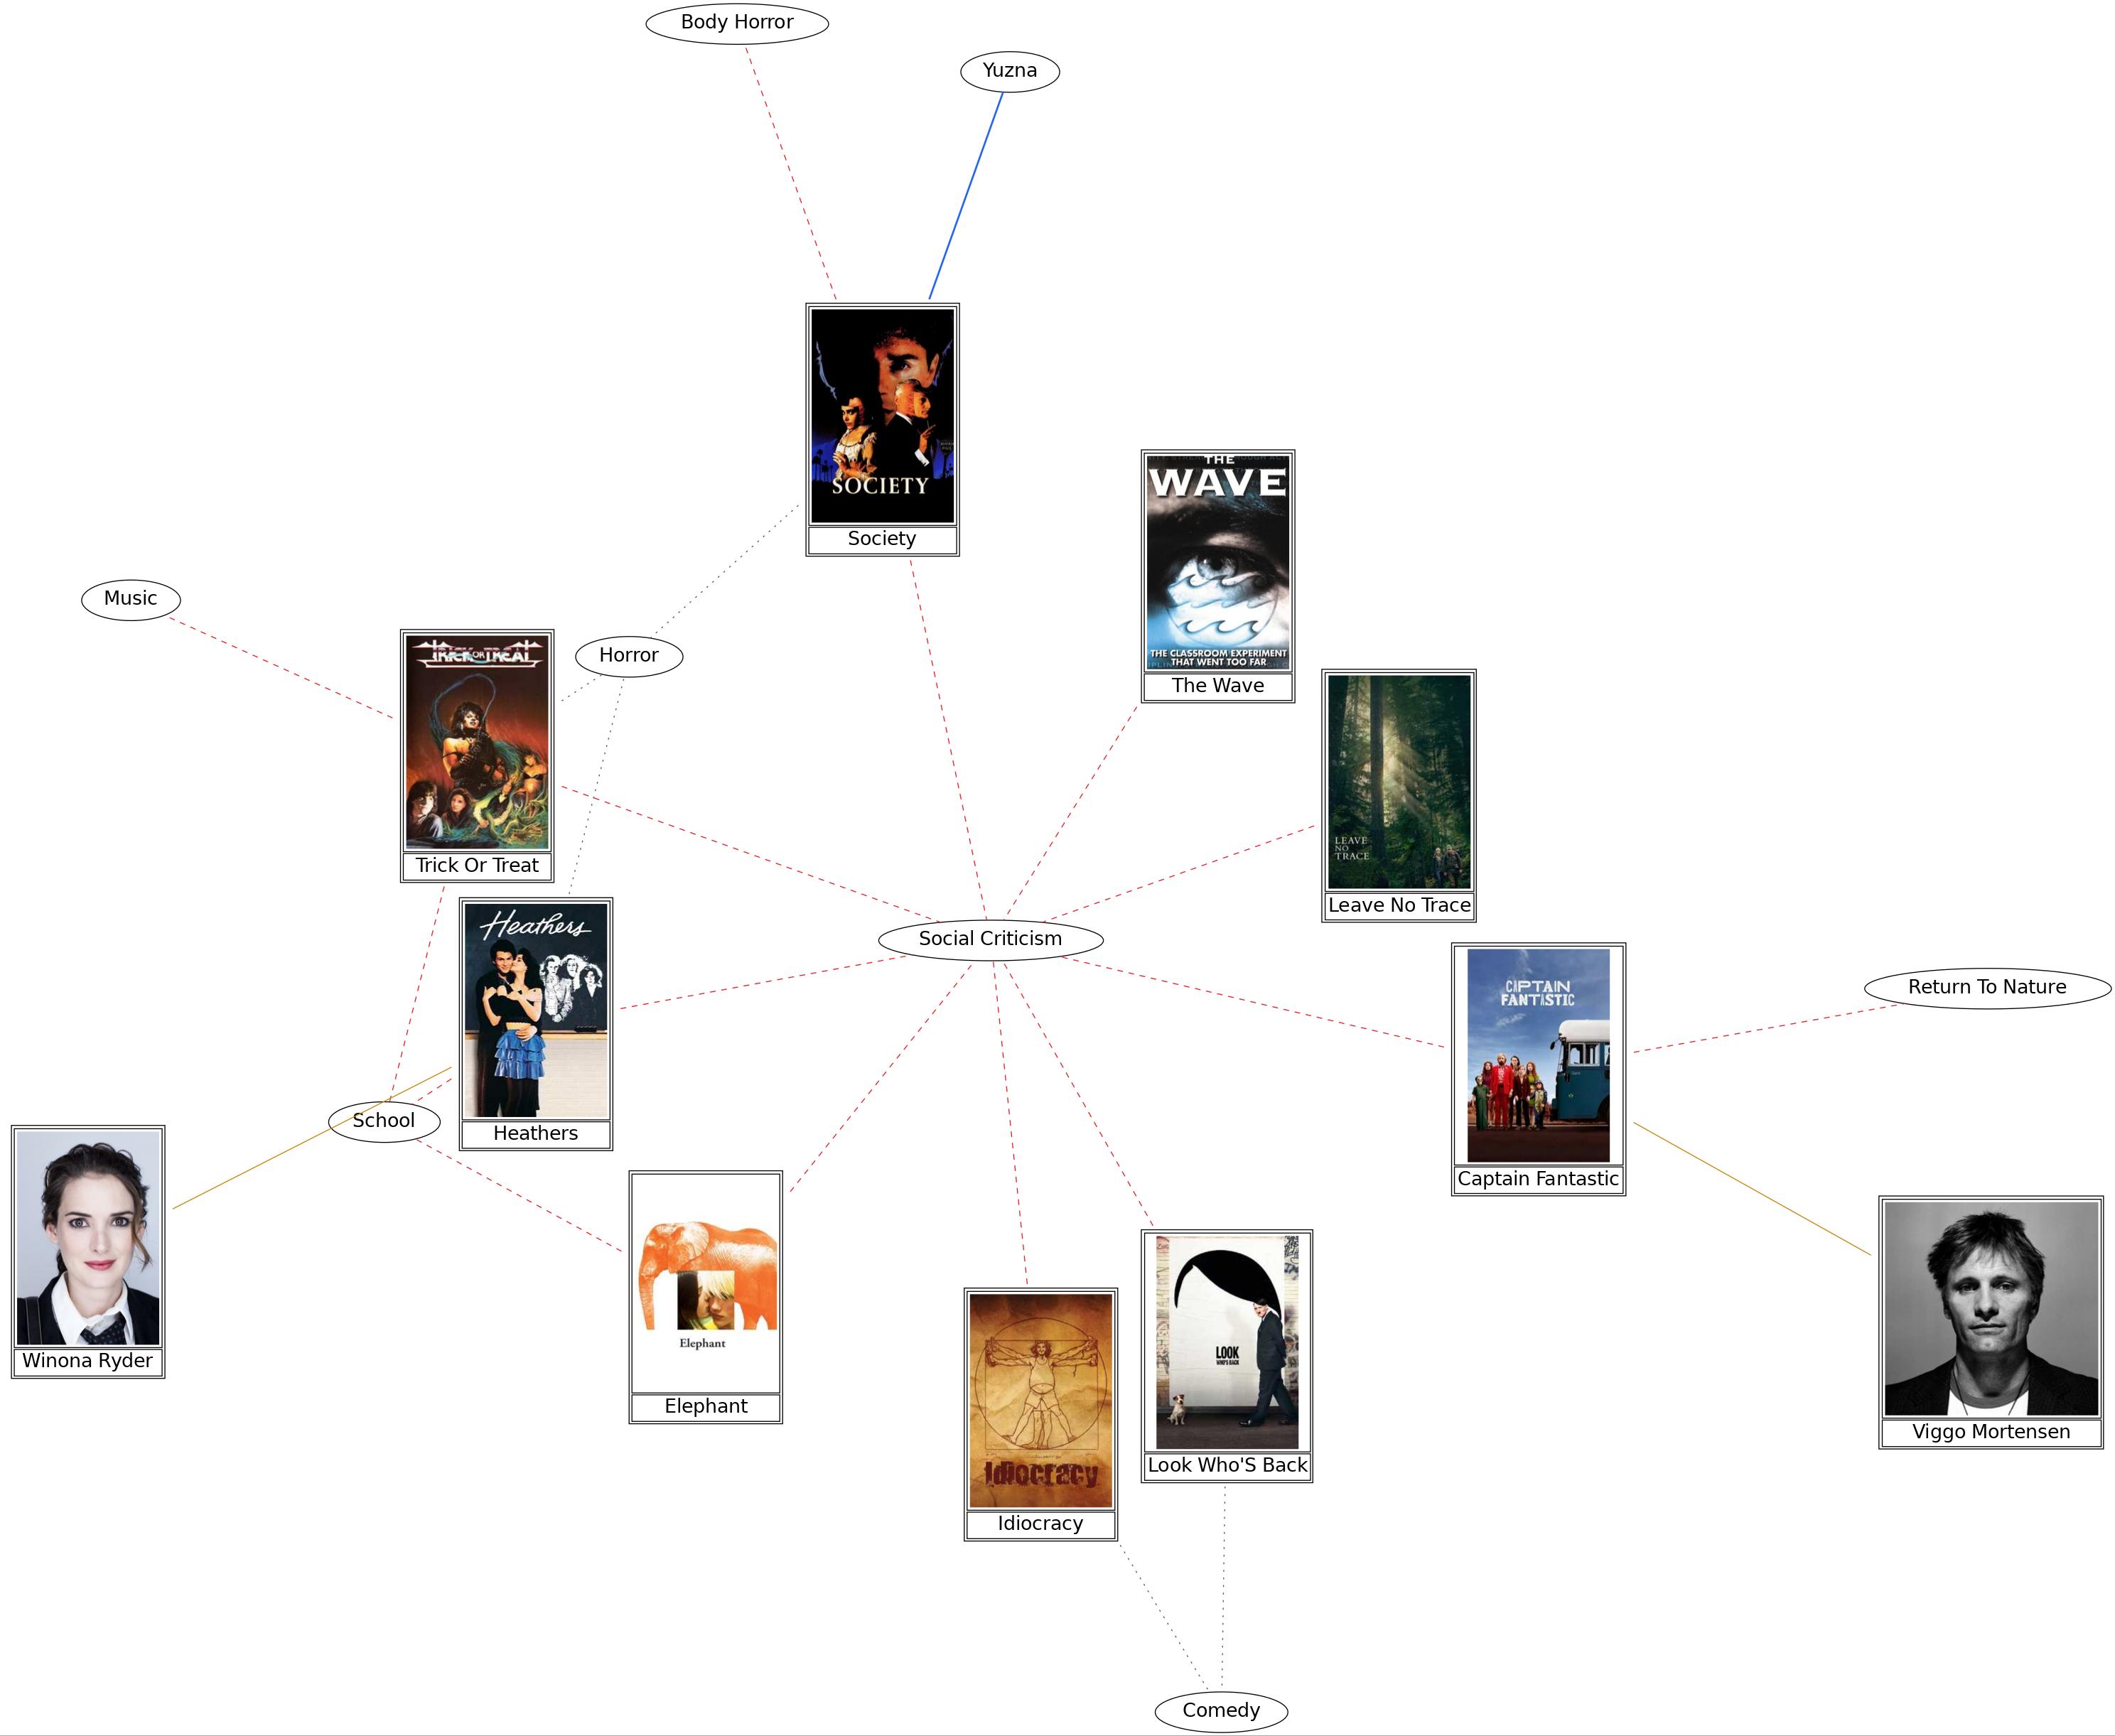 Body Horror
Yuzna
SOCIETY
Society
THE
WAVE
THE CLASSROOM EXPERIMENT
THAT WENT TOO FAR
The Wave
Music
Horror
TRICK OR TREAT
Trick Or Treat
LEAVE
NO
TRACE
Leave No Trace
Heathers
Heathers
Social Criticism
CAPTAIN
FANTASTIC
Captain Fantastic
Return To Nature
School
Winona Ryder
Elephant
Elephant
Idiocracy
Idiocracy
LOOK
WHO'S BACK
Look Who'S Back
Viggo Mortensen
Comedy